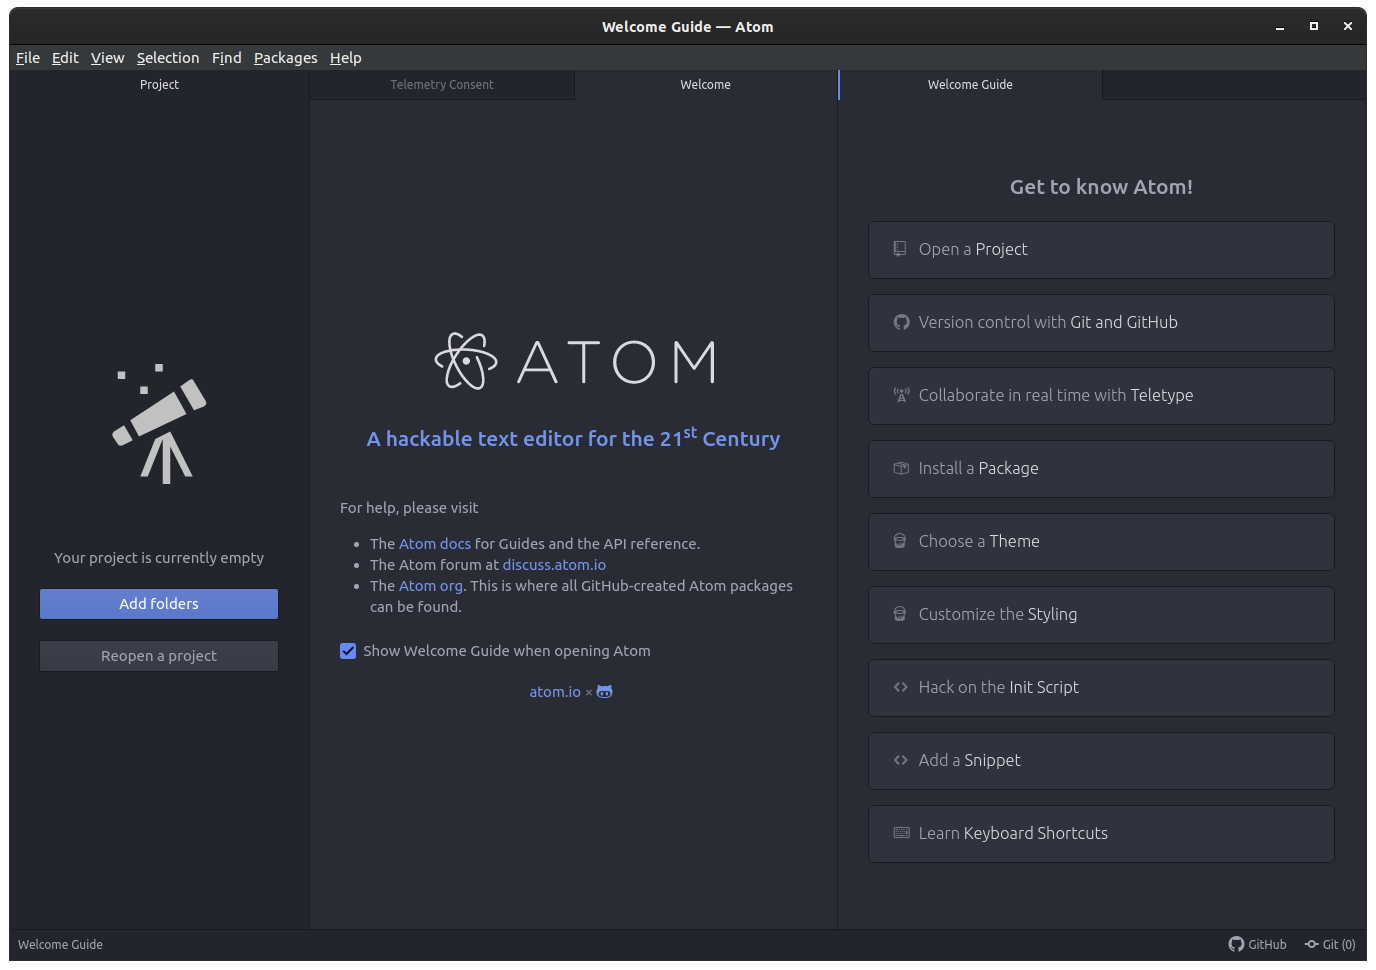 Welcome Guide — Atom
File Edit View Selection Find Packages Help
Project
Telemetry Consent
Welcome
Welcome Guide
Your project is currently empty
Add folders
Reopen a project
ATOM
A hackable text editor for the 21st Century
For help, please visit
• The Atom docs for Guides and the API reference.
• The Atom forum at discuss.atom.io
• The Atom org. This is where all GitHub-created Atom packages
can be found.
Show Welcome Guide when opening Atom
atom.io ×
Get to know Atom!
Open a Project
Version control with Git and GitHub
Collaborate in real time with Teletype
Install a Package
Choose a Theme
Customize the Styling
Hack on the Init Script
Add a Snippet
Learn Keyboard Shortcuts
Welcome Guide
GitHub
Git (0)